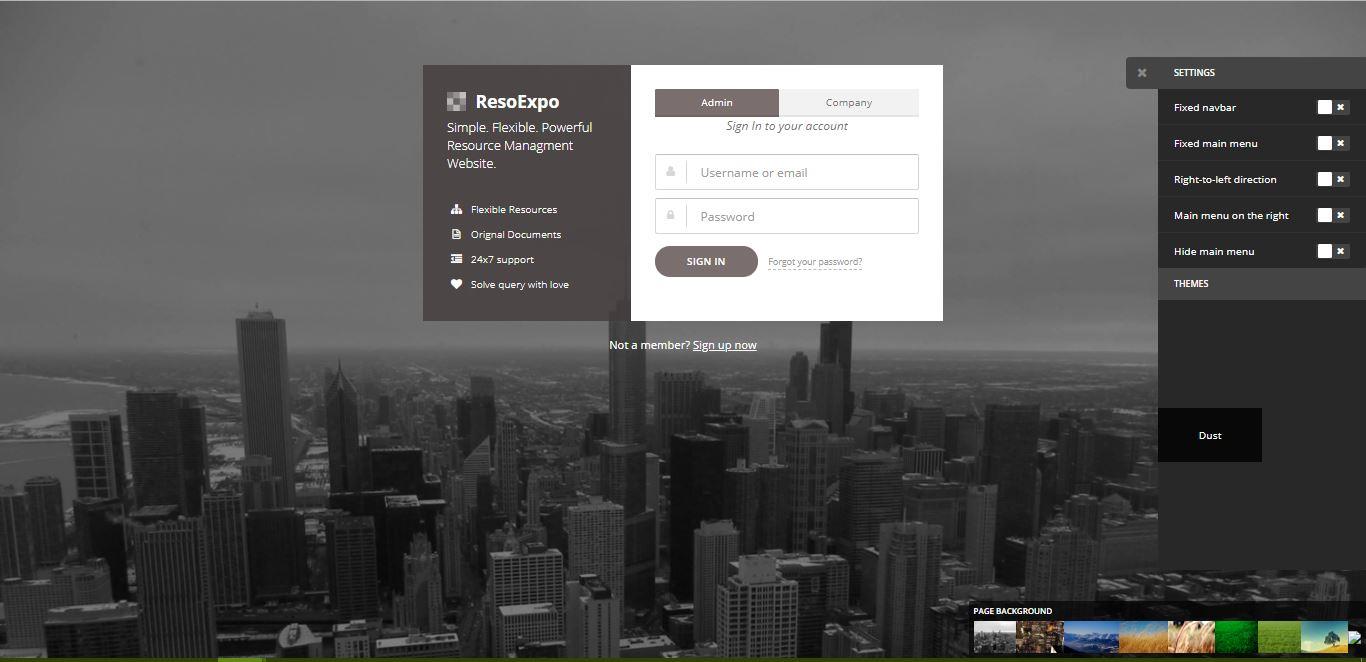 ResoExpo
Simple. Flexible. Powerful
Resource Managment
Website.
Flexible Resources
Orignal Documents
24x7 support
Solve query with love
Admin
Company
Sign In to your account
Username or email
Password
SIGN IN
Forgot your password?
Not a member? Sign up now
SETTINGS
Fixed navbar
Fixed main menu
Right-to-left direction
Main menu on the right
Hide main menu
THEMES
Dust
PAGE BACKGROUND